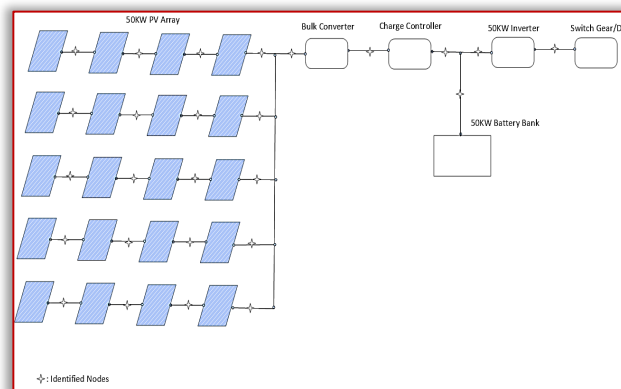 50KW PV Array
Bulk Converter
Charge Controller
50KW Inverter
Switch Gear/D
50KW Battery Bank
: Identified Nodes